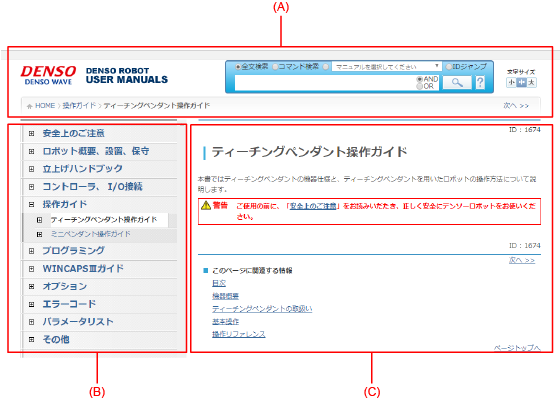 (A)
DENSO
DENSO WAVE
DENSO ROBOT
USER MANUALS
全文検索 コマンド検索 マニュアルを選択してください IDジャンプ
AND
OR
?
文字サイズ
小 中 大
HOME > 操作ガイド > ティーチングペンダント操作ガイド
次へ >>
安全上のご注意
ロボット概要、設置、保守
立上げハンドブック
コントローラ、 I/O接続
操作ガイド
ティーチングペンダント操作ガイド
ミニペンダント操作ガイド
プログラミング
WINCAPSⅢガイド
オプション
エラーコード
パラメータリスト
その他
ID : 1674
ティーチングペンダント操作ガイド
本書ではティーチングペンダントの機器仕様と、ティーチングペンダントを用いたロボットの操作方法について説
明します。
警告 ご使用の前に、「安全上のご注意」をお読みいただき、正しく安全にデンソーロボットをお使いくだ
さい。
ID : 1674
次へ >>
このページに関連する情報
目次
機器概要
ティーチングペンダントの取扱い
基本操作
操作リファレンス
ページトップへ
(B)
(C)